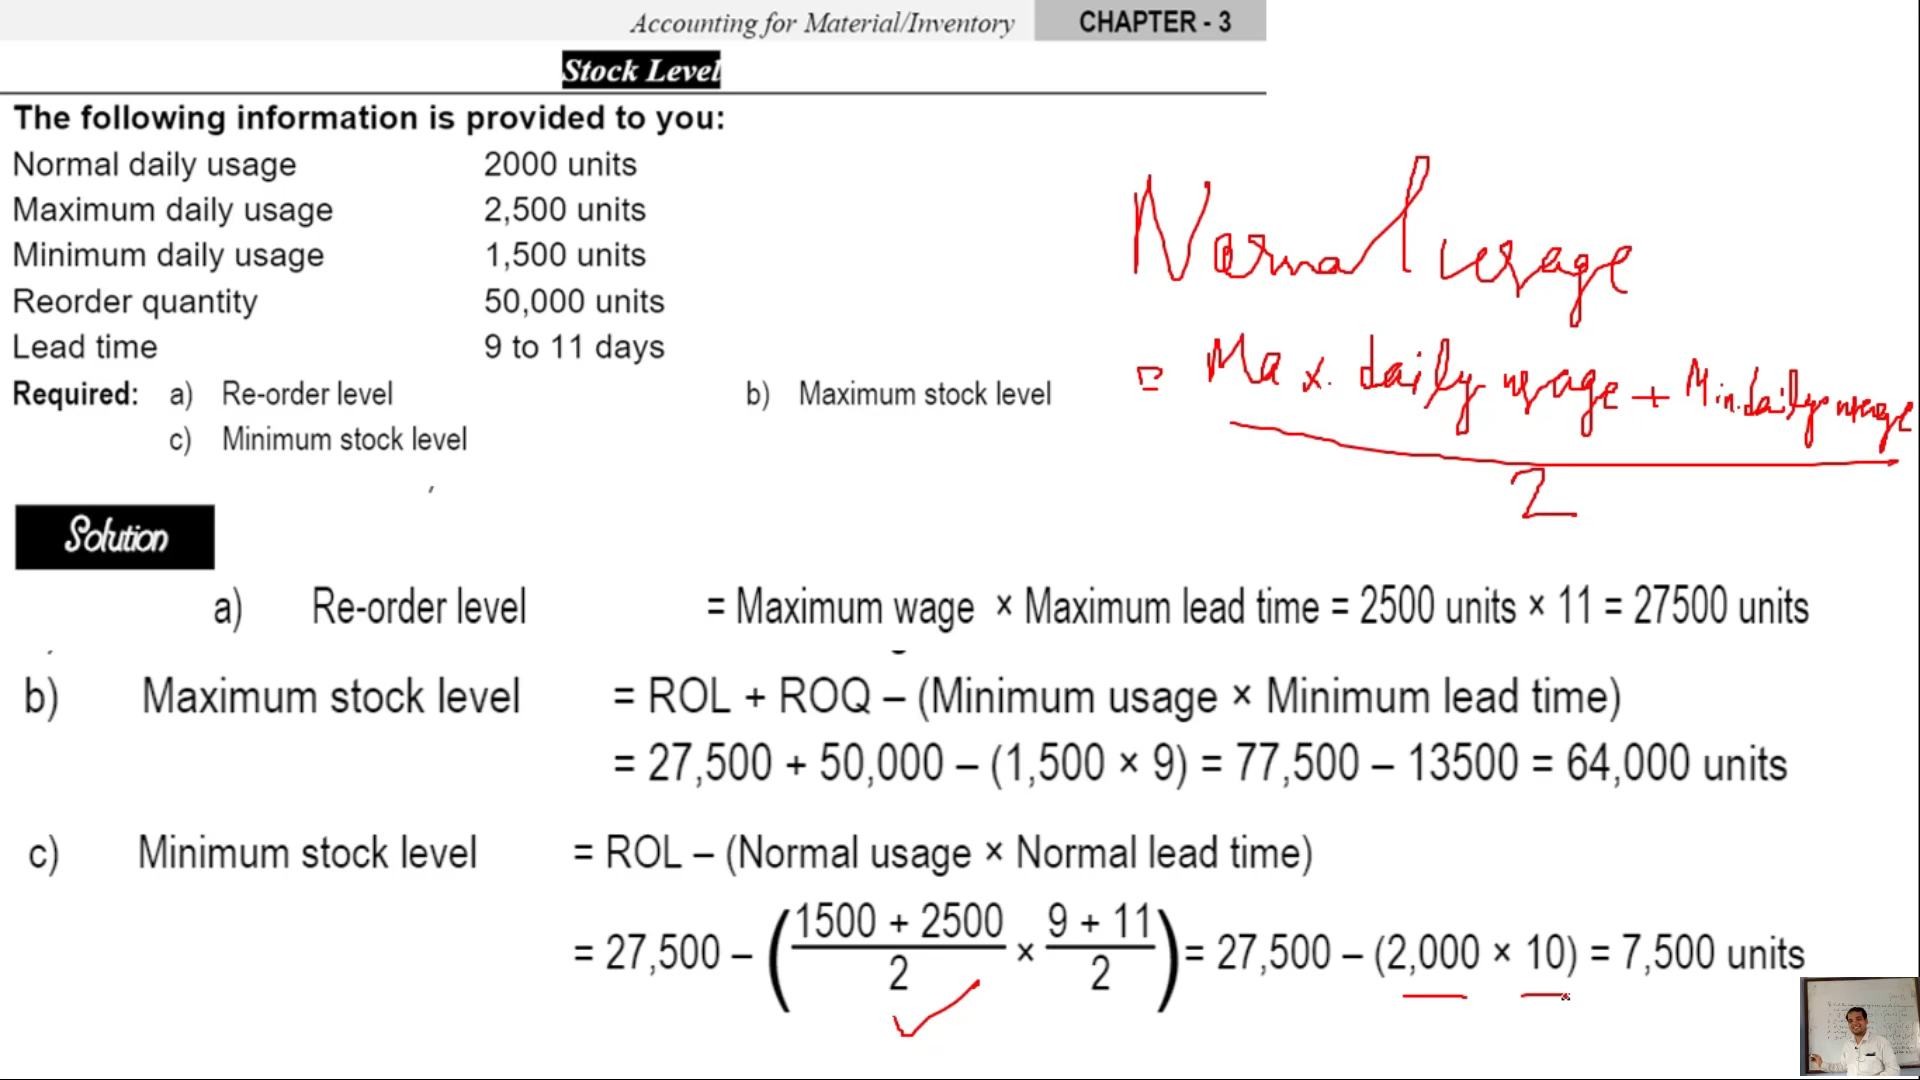 Accounting for Material/Inventory CHAPTER - 3
Stock Level
The following information is provided to you:
Normal daily usage 2000 units
Maximum daily usage 2,500 units
Minimum daily usage 1,500 units
Reorder quantity 50,000 units
Lead time 9 to 11 days
Required: a) Re-order level b) Maximum stock level
c) Minimum stock level
Normal usage
= Max. daily usage + Min. daily usage
2
Solution
a) Re-order level = Maximum wage × Maximum lead time = 2500 units × 11 = 27500 units
b) Maximum stock level = ROL + ROQ – (Minimum usage × Minimum lead time)
= 27,500 + 50,000 – (1,500 × 9) = 77,500 – 13500 = 64,000 units
c) Minimum stock level = ROL – (Normal usage × Normal lead time)
= 27,500 – (1500 + 2500 / 2 × 9 + 11 / 2) = 27,500 – (2,000 × 10) = 7,500 units